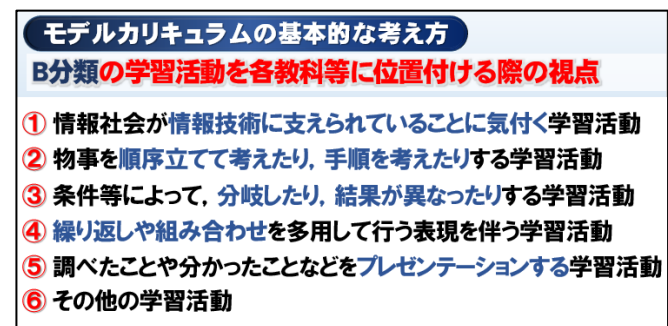 モデルカリキュラムの基本的な考え方
B分類の学習活動を各教科等に位置付ける際の視点
① 情報社会が情報技術に支えられていることに気付く学習活動
② 物事を順序立てて考えたり，手順を考えたりする学習活動
③ 条件等によって，分岐したり，結果が異なったりする学習活動
④ 繰り返しや組み合わせを多用して行う表現を伴う学習活動
⑤ 調べたことや分かったことなどをプレゼンテーションする学習活動
⑥ その他の学習活動